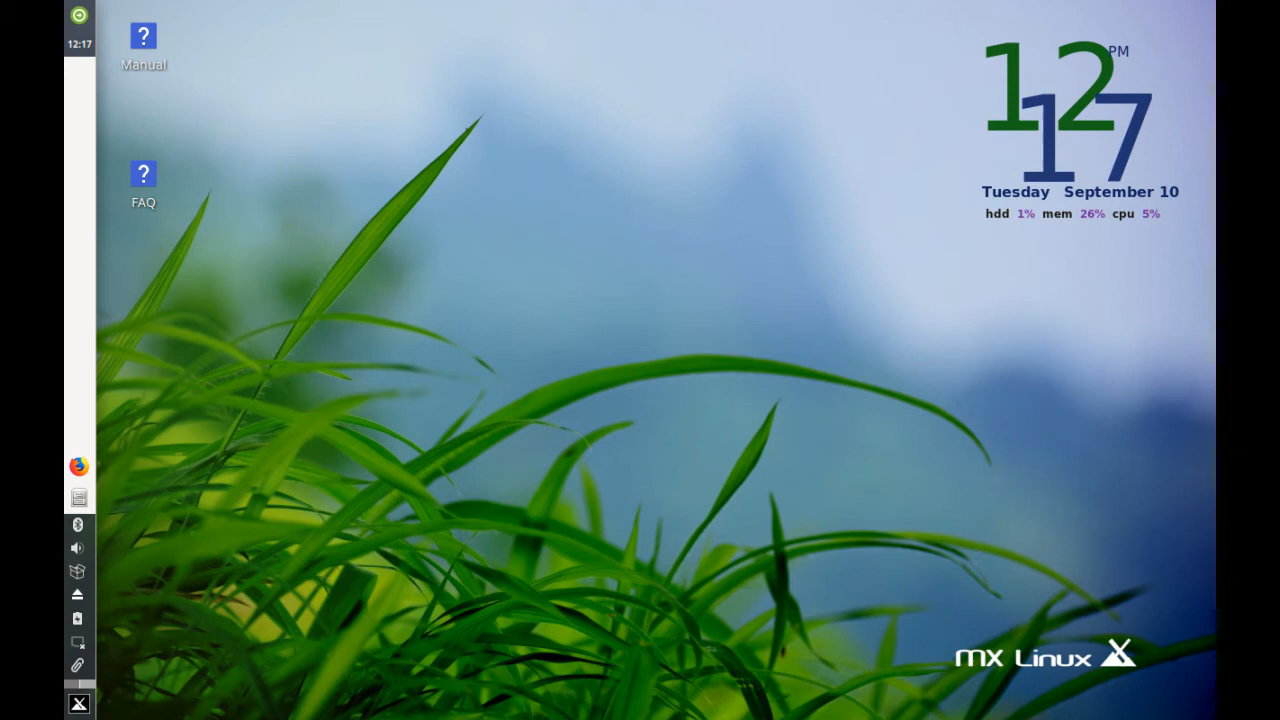 12:17
Manual
FAQ
12 PM
17
Tuesday September 10
hdd 1% mem 26% cpu 5%
MX Linux